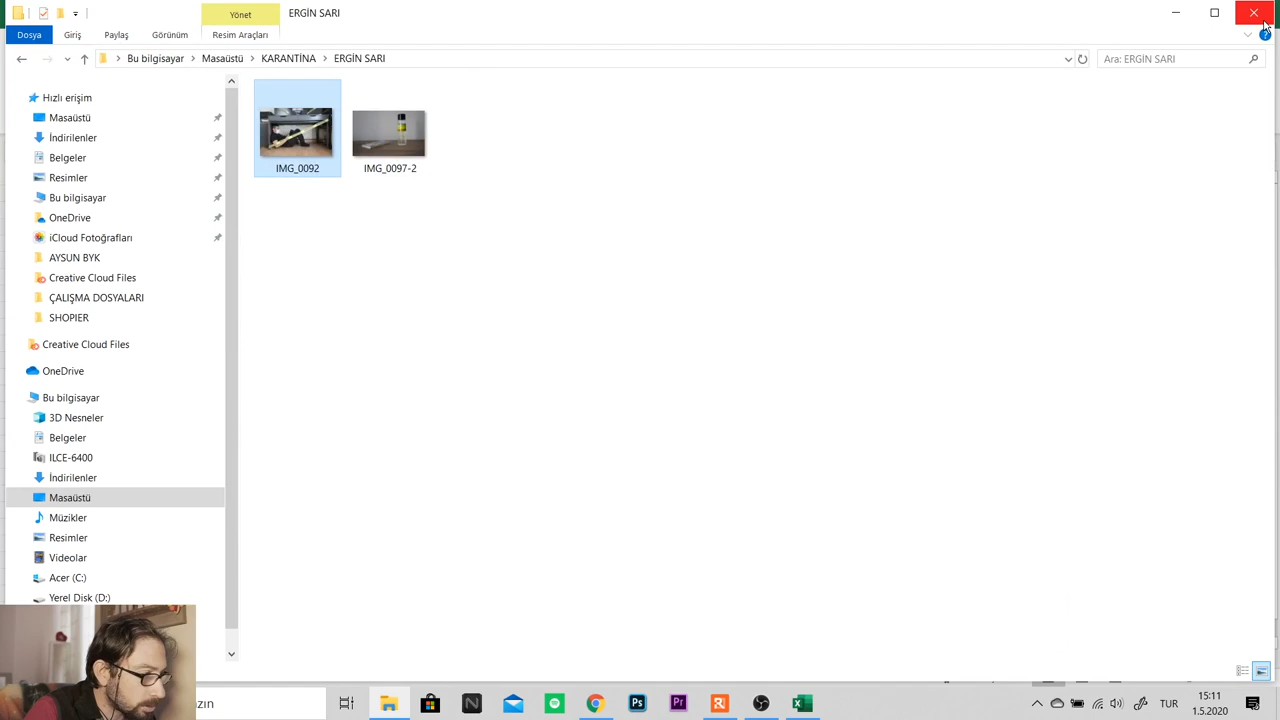 Yönet
ERGİN SARI
Dosya
Giriş
Paylaş
Görünüm
Resim Araçları
Bu bilgisayar
Masaüstü
KARANTİNA
ERGİN SARI
Ara: ERGİN SARI
Hızlı erişim
Masaüstü
İndirilenler
Belgeler
Resimler
Bu bilgisayar
OneDrive
iCloud Fotoğrafları
AYSUN BYK
Creative Cloud Files
ÇALIŞMA DOSYALARI
SHOPIER
Creative Cloud Files
OneDrive
Bu bilgisayar
3D Nesneler
Belgeler
ILCE-6400
İndirilenler
Masaüstü
Müzikler
Resimler
Videolar
Acer (C:)
Yerel Disk (D:)
IMG_0092
IMG_0097-2
Ps
Pr
TUR
15:11
1.5.2020